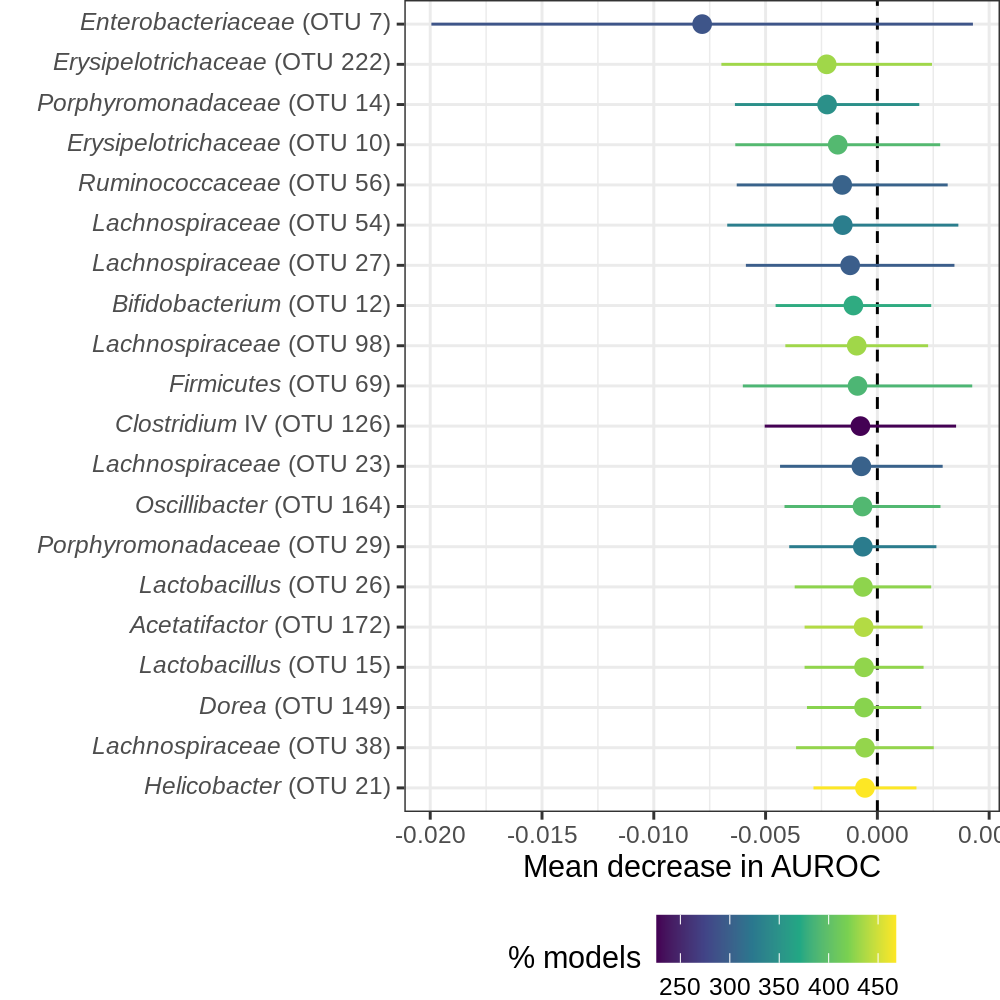 Enterobacteriaceae (OTU 7)
Erysipelotrichaceae (OTU 222)
Porphyromonadaceae (OTU 14)
Erysipelotrichaceae (OTU 10)
Ruminococcaceae (OTU 56)
Lachnospiraceae (OTU 54)
Lachnospiraceae (OTU 27)
Bifidobacterium (OTU 12)
Lachnospiraceae (OTU 98)
Firmicutes (OTU 69)
Clostridium IV (OTU 126)
Lachnospiraceae (OTU 23)
Oscillibacter (OTU 164)
Porphyromonadaceae (OTU 29)
Lactobacillus (OTU 26)
Acetatifactor (OTU 172)
Lactobacillus (OTU 15)
Dorea (OTU 149)
Lachnospiraceae (OTU 38)
Helicobacter (OTU 21)
-0.020 -0.015 -0.010 -0.005 0.000
Mean decrease in AUROC
% models
250 300 350 400 450